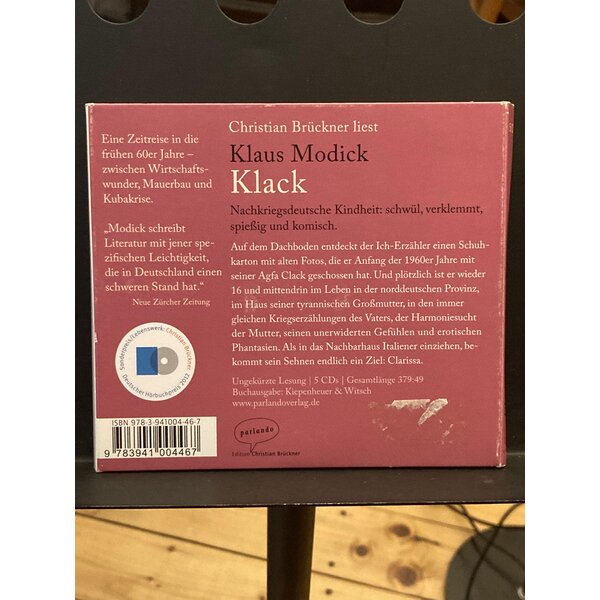 Eine Zeitreise in die
frühen 60er Jahre –
zwischen Wirtschafts-
wunder, Mauerbau und
Kubakrise.
„Modick schreibt
Literatur mit jener spe-
zifischen Leichtigkeit,
die in Deutschland einen
schweren Stand hat.“
Neue Zürcher Zeitung
Sonderpreis/Lebenswerk: Christian Brückner
Deutscher Hörbuchpreis 2012
ISBN 978-3-941004-46-7
9 783941 004467
Christian Brückner liest
Klaus Modick
Klack
Nachkriegsdeutsche Kindheit: schwül, verklemmt,
spießig und komisch.
Auf dem Dachboden entdeckt der Ich-Erzähler einen Schuh-
karton mit alten Fotos, die er Anfang der 1960er Jahre mit
seiner Agfa Clack geschossen hat. Und plötzlich ist er wieder
16 und mittendrin im Leben in der norddeutschen Provinz,
im Haus seiner tyrannischen Großmutter, in den immer
gleichen Kriegserzählungen des Vaters, der Harmoniesucht
der Mutter, seinen unerwiderten Gefühlen und erotischen
Phantasien. Als in das Nachbarhaus Italiener einziehen, be-
kommt sein Sehnen endlich ein Ziel: Clarissa.
Ungekürzte Lesung | 5 CDs | Gesamtlänge 379:49
Buchausgabe: Kiepenheuer & Witsch
www.parlandoverlag.de
parlando
Edition Christian Brückner